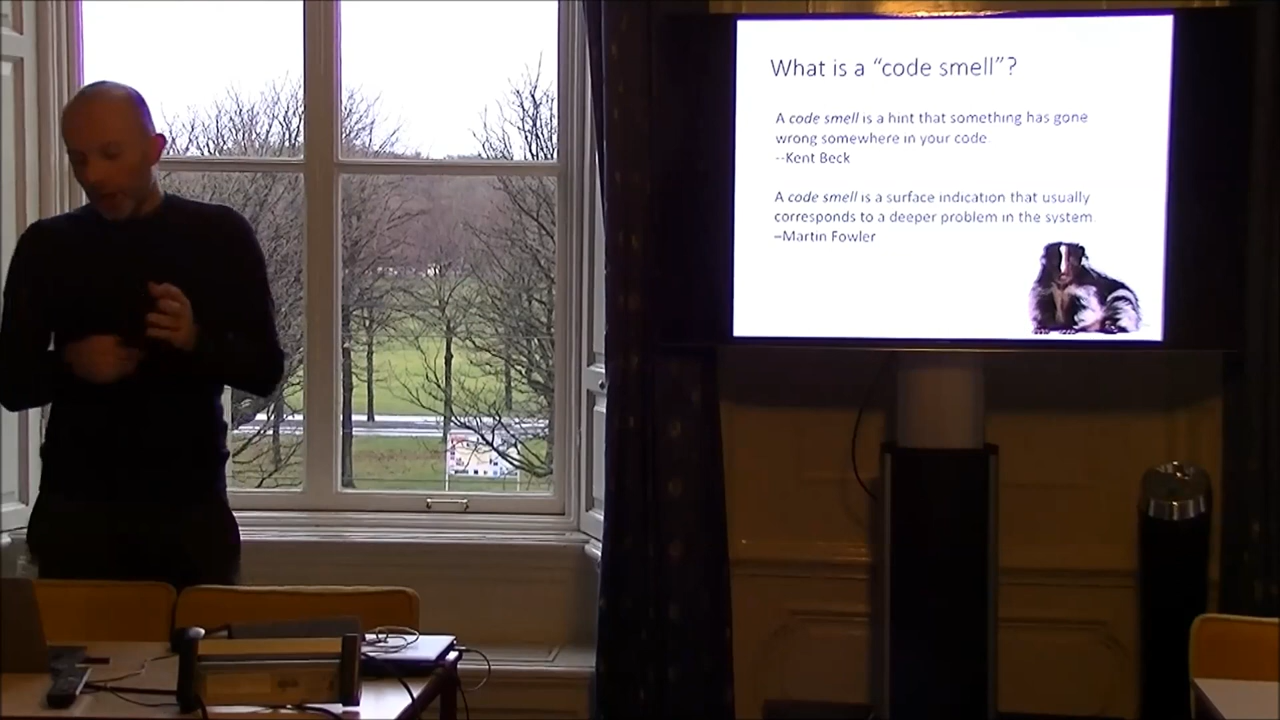 What is a “code smell”?
A code smell is a hint that something has gone
wrong somewhere in your code.
--Kent Beck
A code smell is a surface indication that usually
corresponds to a deeper problem in the system.
–Martin Fowler